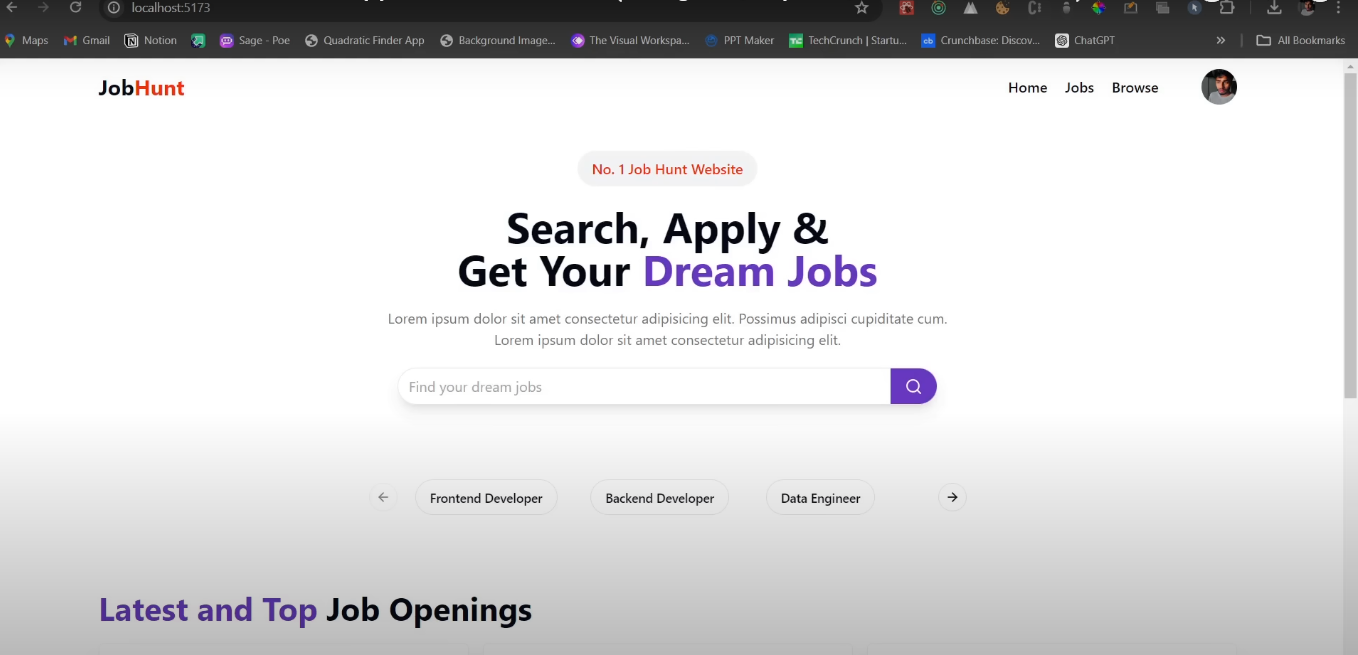 localhost:5173
Maps
Gmail
Notion
Sage - Poe
Quadratic Finder App
Background Image...
The Visual Workspa...
PPT Maker
TechCrunch | Startu...
Crunchbase: Discov...
ChatGPT
»
All Bookmarks
JobHunt
Home
Jobs
Browse
No. 1 Job Hunt Website
Search, Apply &
Get Your Dream Jobs
Lorem ipsum dolor sit amet consectetur adipisicing elit. Possimus adipisci cupiditate cum.
Lorem ipsum dolor sit amet consectetur adipisicing elit.
Find your dream jobs
Frontend Developer
Backend Developer
Data Engineer
Latest and Top Job Openings